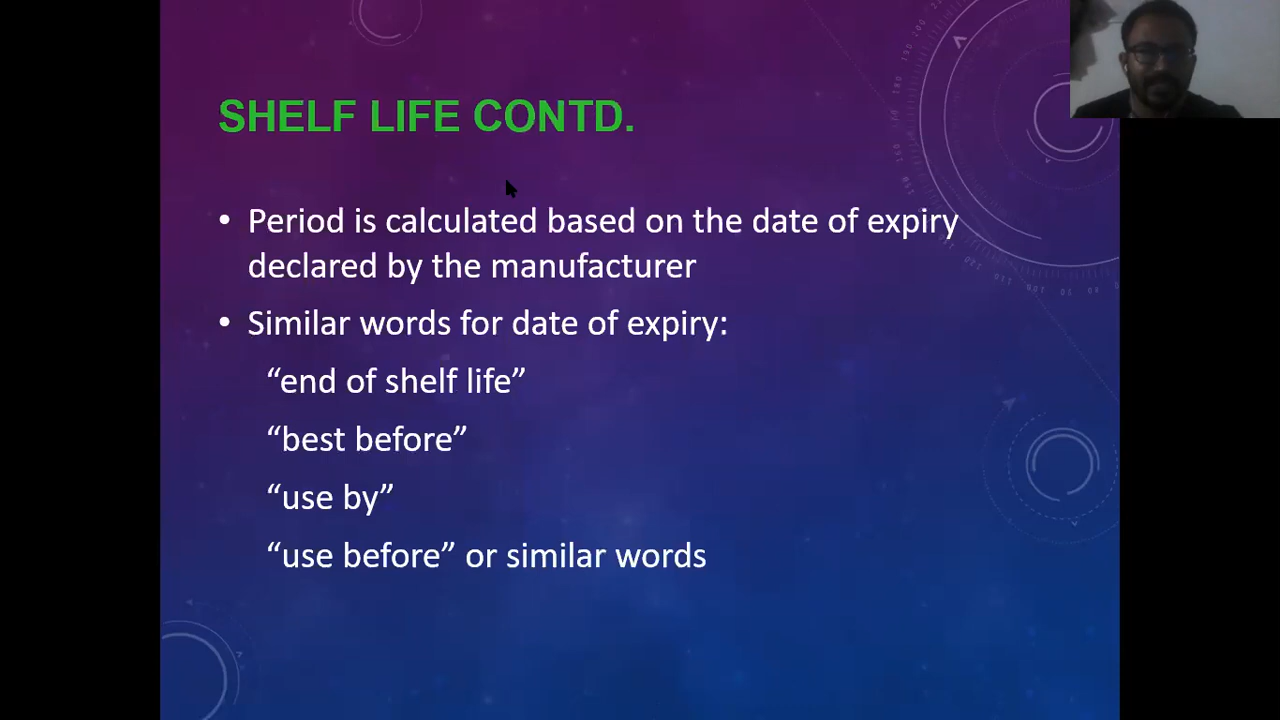 SHELF LIFE CONTD.
• Period is calculated based on the date of expiry
declared by the manufacturer
• Similar words for date of expiry:
“end of shelf life”
“best before”
“use by”
“use before” or similar words